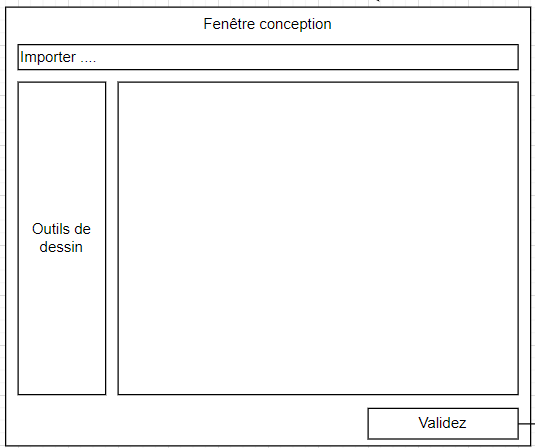 Fenêtre conception
Importer ....
Outils de
dessin
Validez